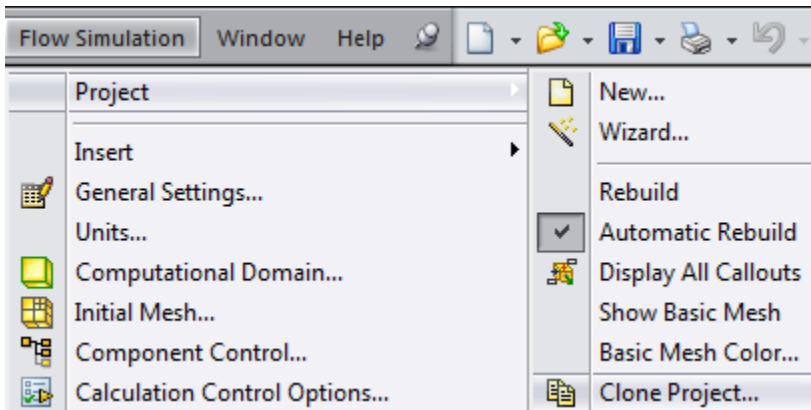 Flow Simulation Window Help
Project
Insert
General Settings...
Units...
Computational Domain...
Initial Mesh...
Component Control...
Calculation Control Options...
New...
Wizard...
Rebuild
Automatic Rebuild
Display All Callouts
Show Basic Mesh
Basic Mesh Color...
Clone Project...